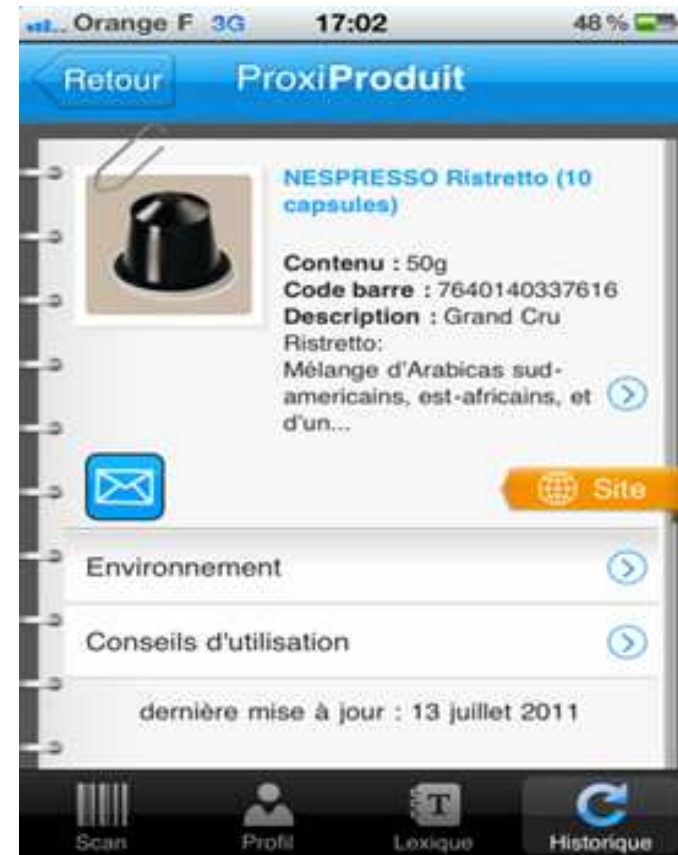 Orange F 3G 17:02 48 %
Retour ProxiProduit
NESPRESSO Ristretto (10
capsules)
Contenu : 50g
Code barre : 7640140337616
Description : Grand Cru
Ristretto:
Mélange d'Arabicas sud-
americains, est-africains, et
d'un...
Site
Environnement
Conseils d'utilisation
dernière mise à jour : 13 juillet 2011
Scan Profil Lexique Historique